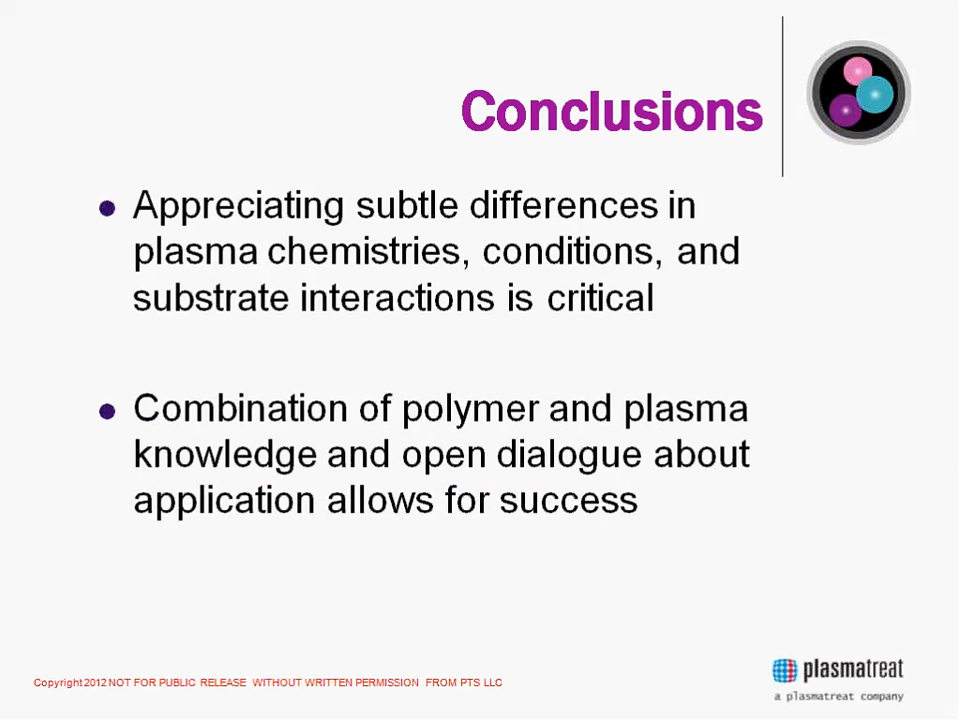 Conclusions
Appreciating subtle differences in
plasma chemistries, conditions, and
substrate interactions is critical
Combination of polymer and plasma
knowledge and open dialogue about
application allows for success
plasmatreat
a plasmatreat company
Copyright 2012 NOT FOR PUBLIC RELEASE WITHOUT WRITTEN PERMISSION FROM PTS LLC